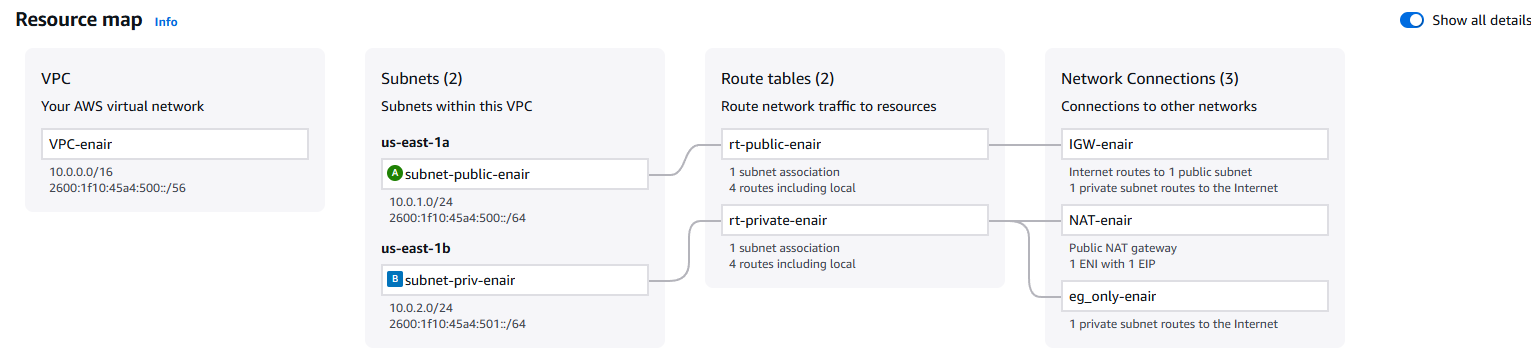 Resource map Info
Show all details
VPC
Your AWS virtual network
VPC-enair
10.0.0.0/16
2600:1f10:45a4:500::/56
Subnets (2)
Subnets within this VPC
us-east-1a
A subnet-public-enair
10.0.1.0/24
2600:1f10:45a4:500::/64
us-east-1b
B subnet-priv-enair
10.0.2.0/24
2600:1f10:45a4:501::/64
Route tables (2)
Route network traffic to resources
rt-public-enair
1 subnet association
4 routes including local
rt-private-enair
1 subnet association
4 routes including local
Network Connections (3)
Connections to other networks
IGW-enair
Internet routes to 1 public subnet
1 private subnet routes to the Internet
NAT-enair
Public NAT gateway
1 ENI with 1 EIP
eg_only-enair
1 private subnet routes to the Internet